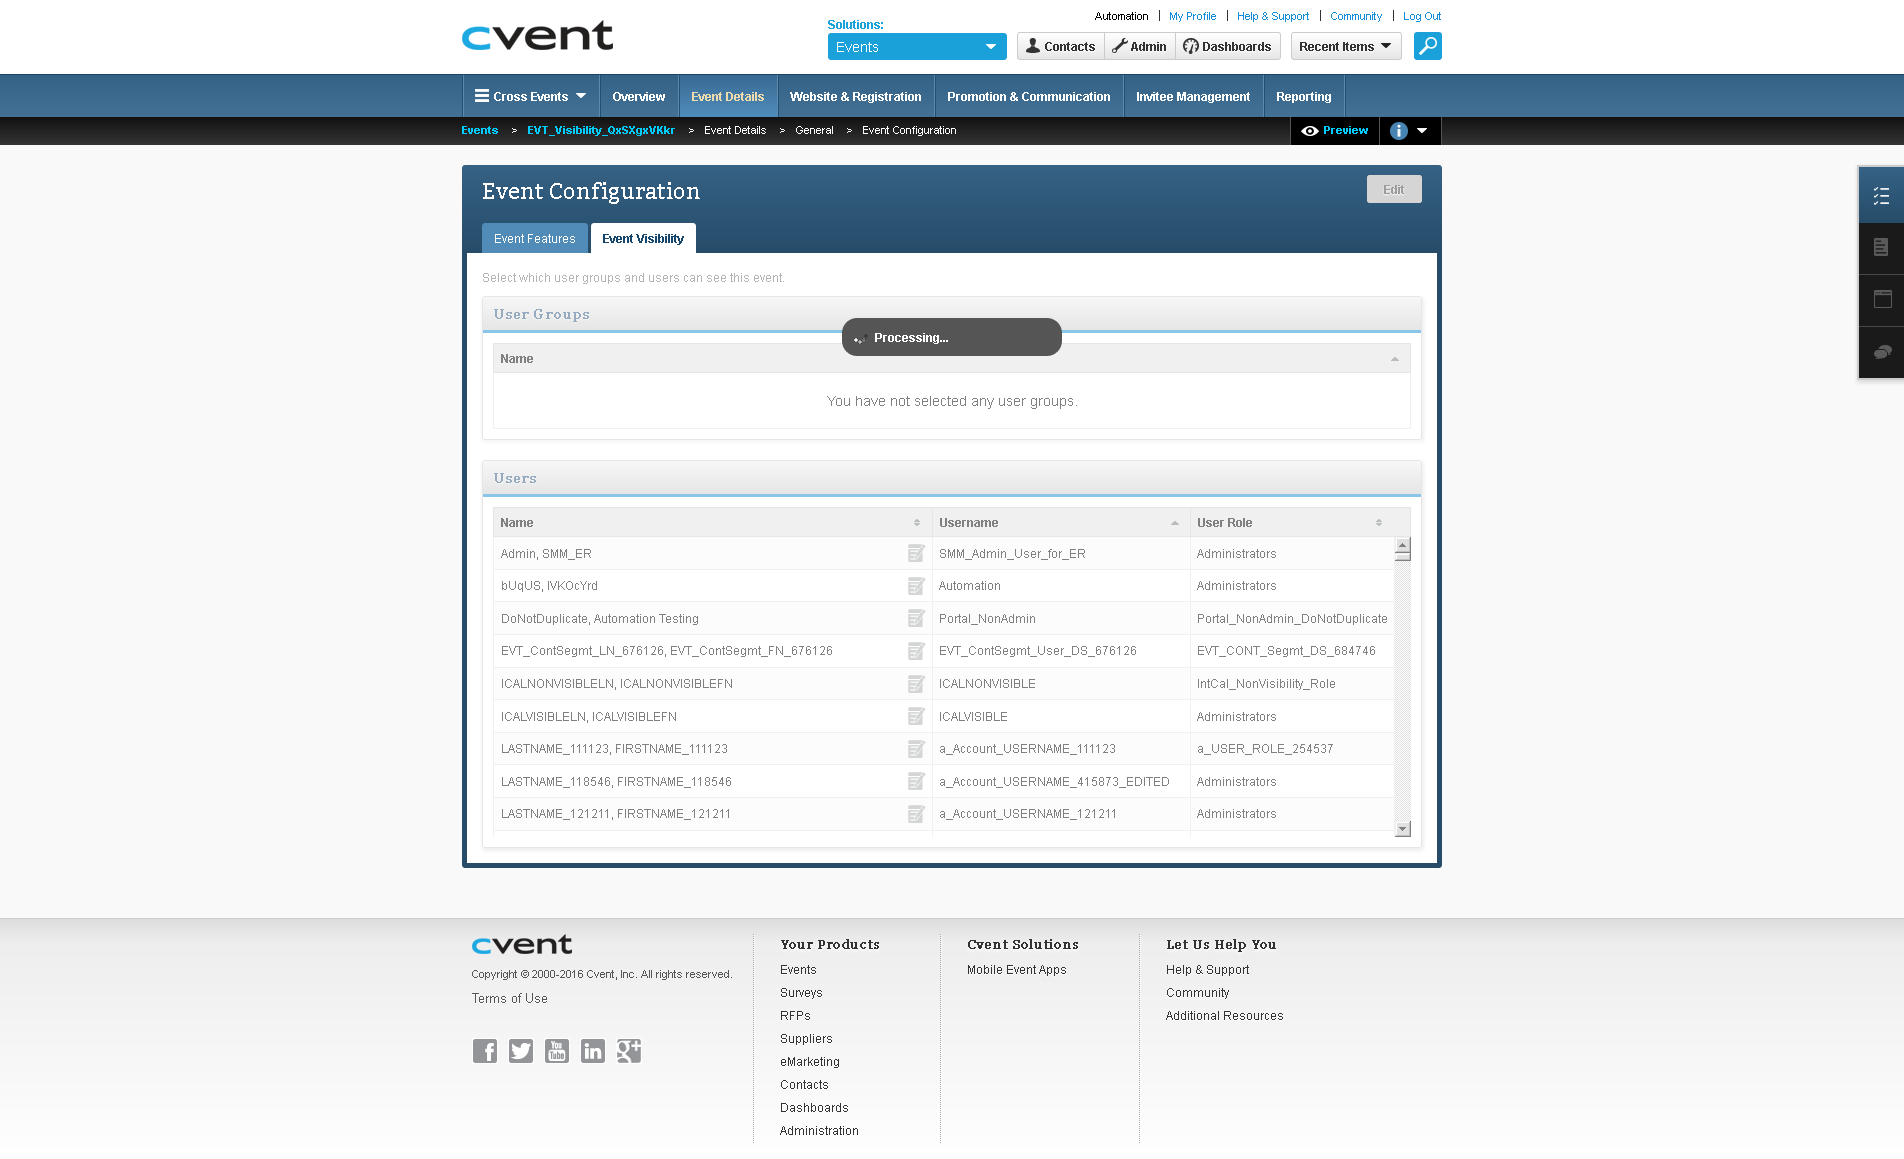 cvent
Automation | My Profile | Help & Support | Community | Log Out
Solutions:
Events
Contacts
Admin
Dashboards
Recent Items
Cross Events
Overview
Event Details
Website & Registration
Promotion & Communication
Invitee Management
Reporting
Events > EVT_Visibility_QxSXgxVKkr > Event Details > General > Event Configuration
Preview
Event Configuration
Edit
Event Features
Event Visibility
Select which user groups and users can see this event.
User Groups
Processing...
Name
You have not selected any user groups.
Users
Name Username User Role
Admin, SMM_ER SMM_Admin_User_for_ER Administrators
bUqUS, IVKOcYrd Automation Administrators
DoNotDuplicate, Automation Testing Portal_NonAdmin Portal_NonAdmin_DoNotDuplicate
EVT_ContSegmt_LN_676126, EVT_ContSegmt_FN_676126 EVT_ContSegmt_User_DS_676126 EVT_CONT_Segmt_DS_684746
ICALNONVISIBLELN, ICALNONVISIBLEFN ICALNONVISIBLE IntCal_NonVisibility_Role
ICALVISIBLELN, ICALVISIBLEFN ICALVISIBLE Administrators
LASTNAME_111123, FIRSTNAME_111123 a_Account_USERNAME_111123 a_USER_ROLE_254537
LASTNAME_118546, FIRSTNAME_118546 a_Account_USERNAME_415873_EDITED Administrators
LASTNAME_121211, FIRSTNAME_121211 a_Account_USERNAME_121211 Administrators
cvent
Copyright © 2000-2016 Cvent, Inc. All rights reserved.
Terms of Use
You Tube
Your Products
Events
Surveys
RFPs
Suppliers
eMarketing
Contacts
Dashboards
Administration
Cvent Solutions
Mobile Event Apps
Let Us Help You
Help & Support
Community
Additional Resources